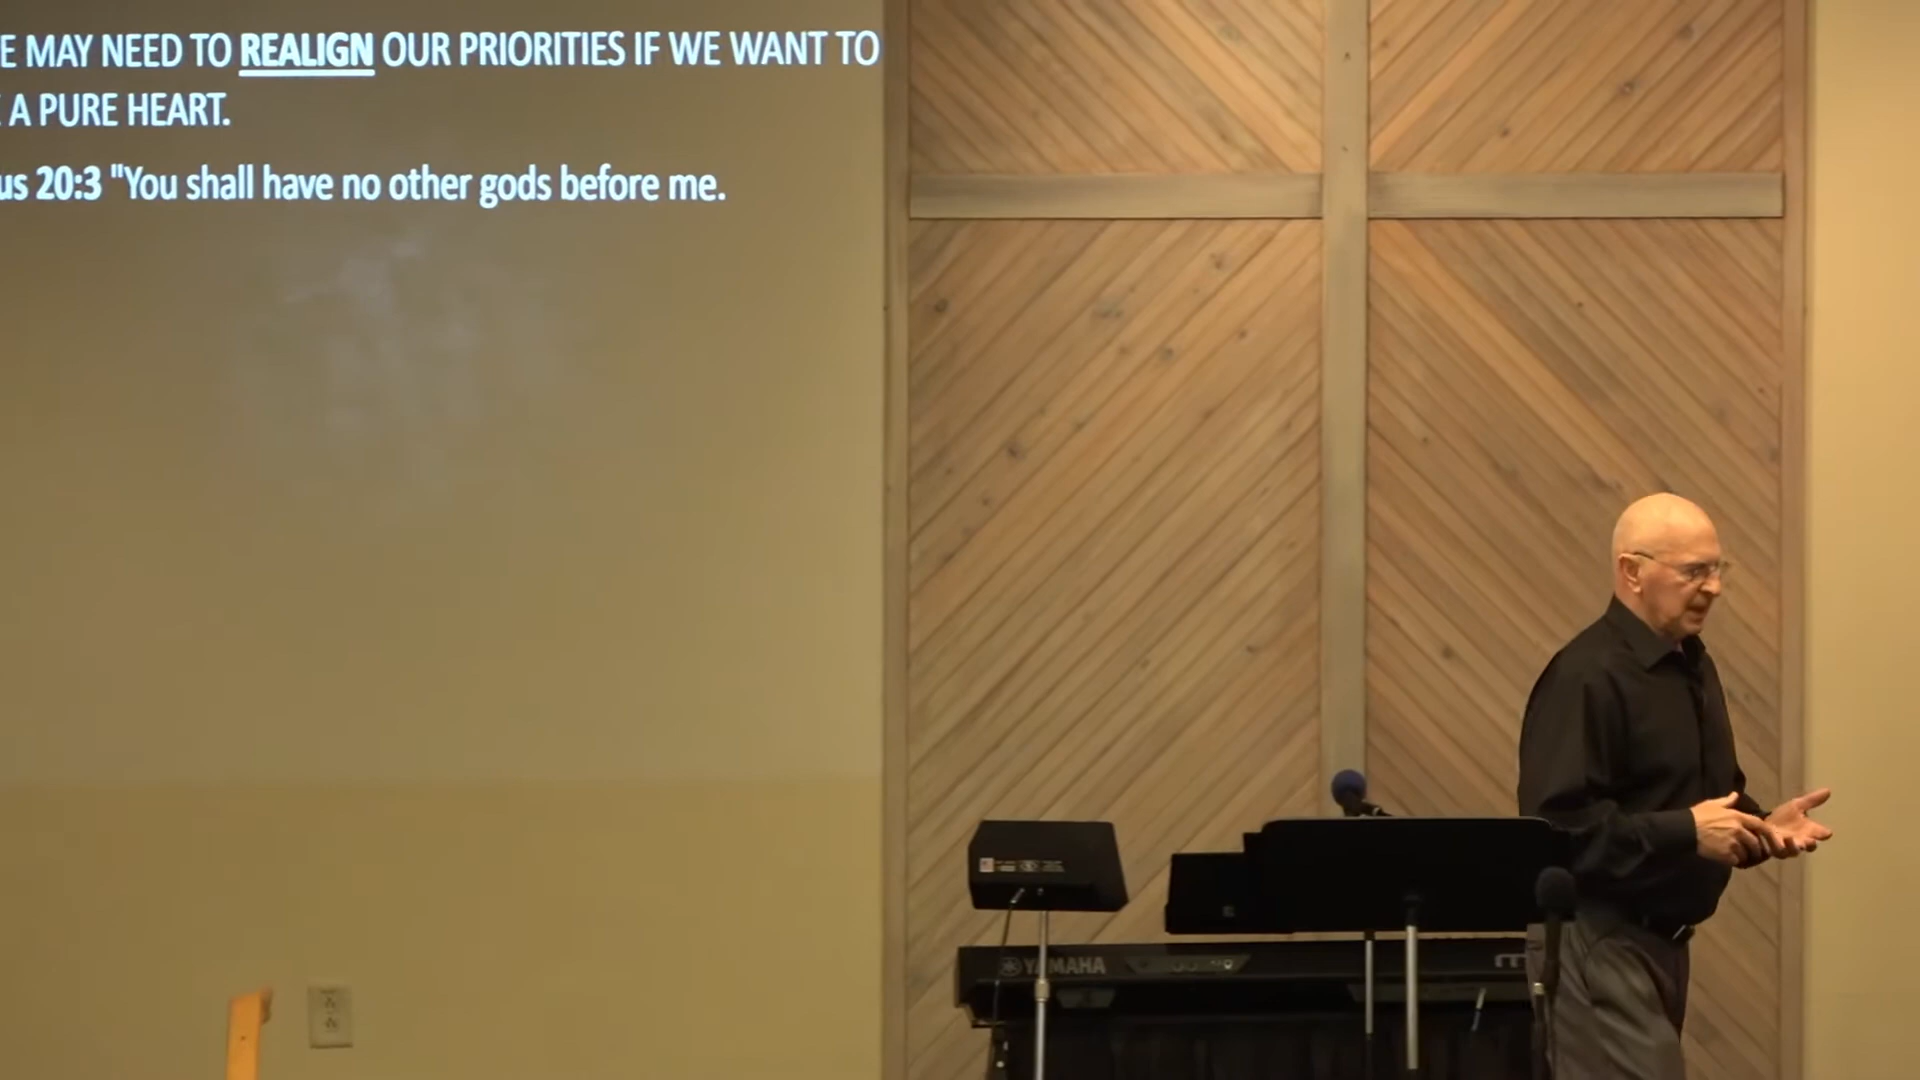 E MAY NEED TO REALIGN OUR PRIORITIES IF WE WANT TO
A PURE HEART.
us 20:3 "You shall have no other gods before me.
YAMAHA